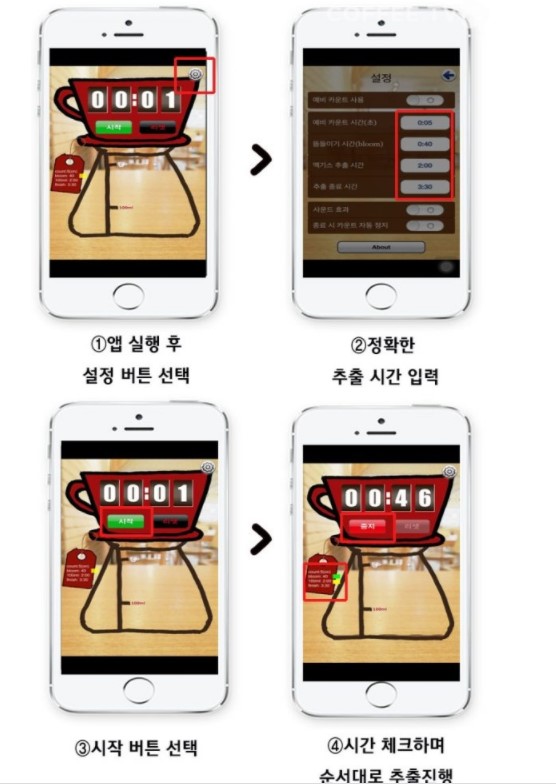 COFFEE TV
00:01
시작
100ml
설정
예비 카운트 사용
예비 카운트 시간(초)
0:05
뜸들이기 시간(bloom)
0:40
엑기스 추출 시간
2:00
추출 종료 시간
3:30
사운드 효과
종료 시 카운트 자동 정지
About
①앱 실행 후
설정 버튼 선택
②정확한
추출 시간 입력
00:01
시작
00:46
중지
리셋
③시작 버튼 선택
④시간 체크하며
순서대로 추출진행